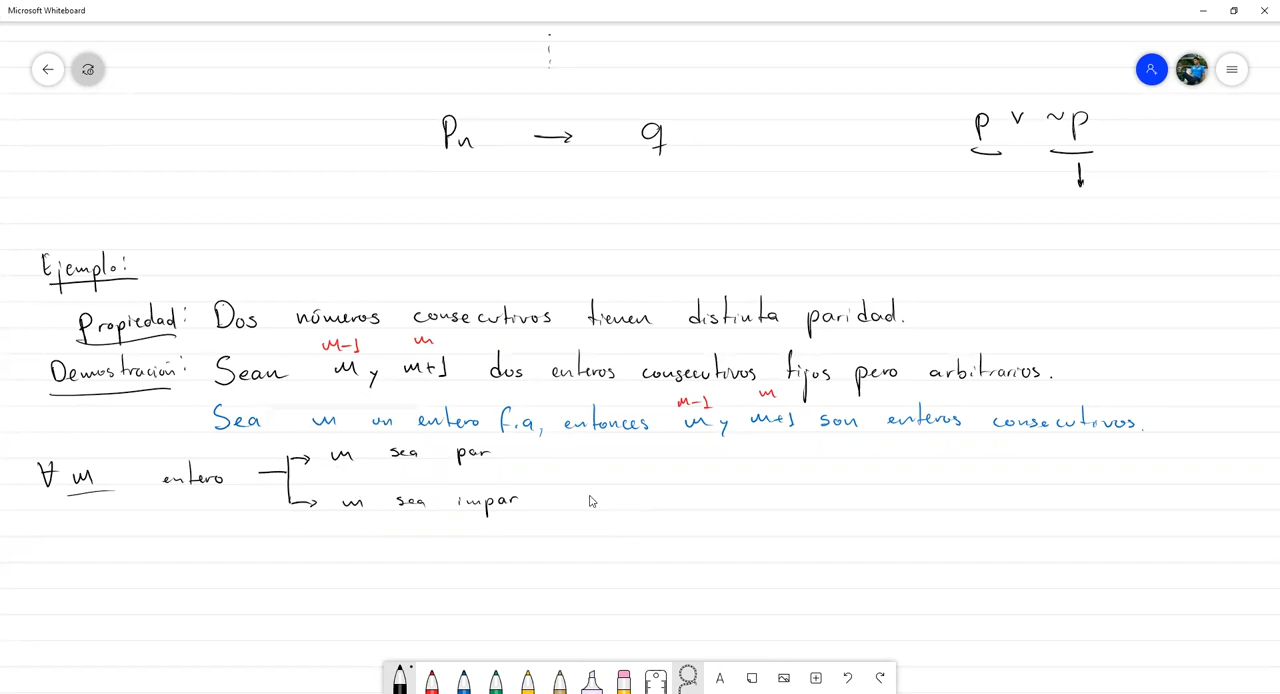 Microsoft Whiteboard
Pn → q
p ∨ ~p
Ejemplo:
Propiedad: Dos números consecutivos tienen distinta paridad.
m-1 m
Demostración: Sean m y m+1 dos enteros consecutivos fijos pero arbitrarios.
m-1 m
Sea m un entero f.a, entonces m y m+1 son enteros consecutivos.
m sea par
∀ m entero
m sea impar
A